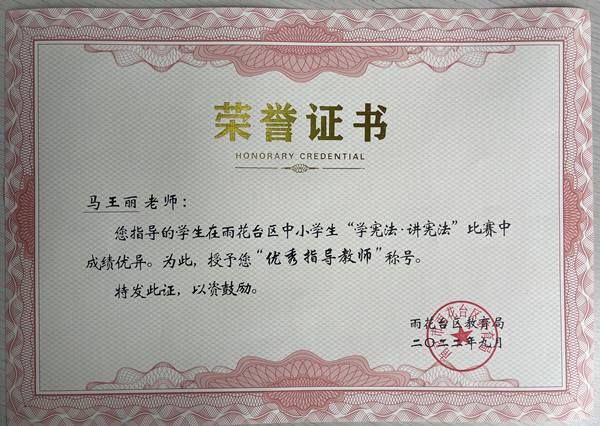 荣誉证书
HONORARY CREDENTIAL
马王丽老师：
您指导的学生在雨花台区中小学生“学宪法·讲宪法”比赛中
成绩优异。为此，授予您“优秀指导教师”称号。
特发此证，以资鼓励。
雨花台区教育局
二〇二二年九月